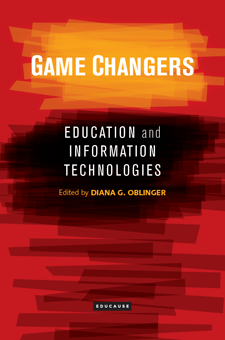 GAME CHANGERS
EDUCATION and
INFORMATION
TECHNOLOGIES
Edited by DIANA G. OBLINGER
EDUCAUSE